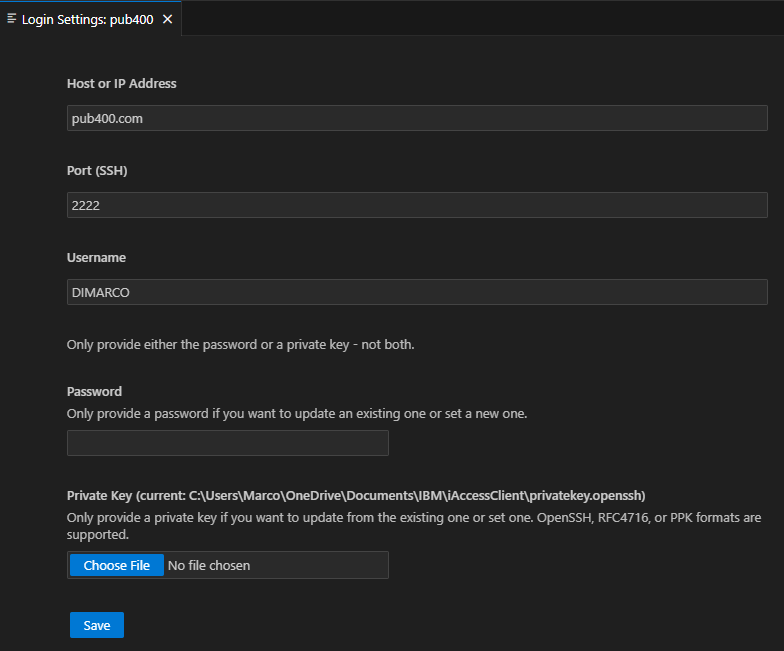 Login Settings: pub400
Host or IP Address
pub400.com
Port (SSH)
2222
Username
DIMARCO
Only provide either the password or a private key - not both.
Password
Only provide a password if you want to update an existing one or set a new one.
Private Key (current: C:\Users\Marco\OneDrive\Documents\IBM\iAccessClient\privatekey.openssh)
Only provide a private key if you want to update from the existing one or set one. OpenSSH, RFC4716, or PPK formats are
supported.
Choose File No file chosen
Save